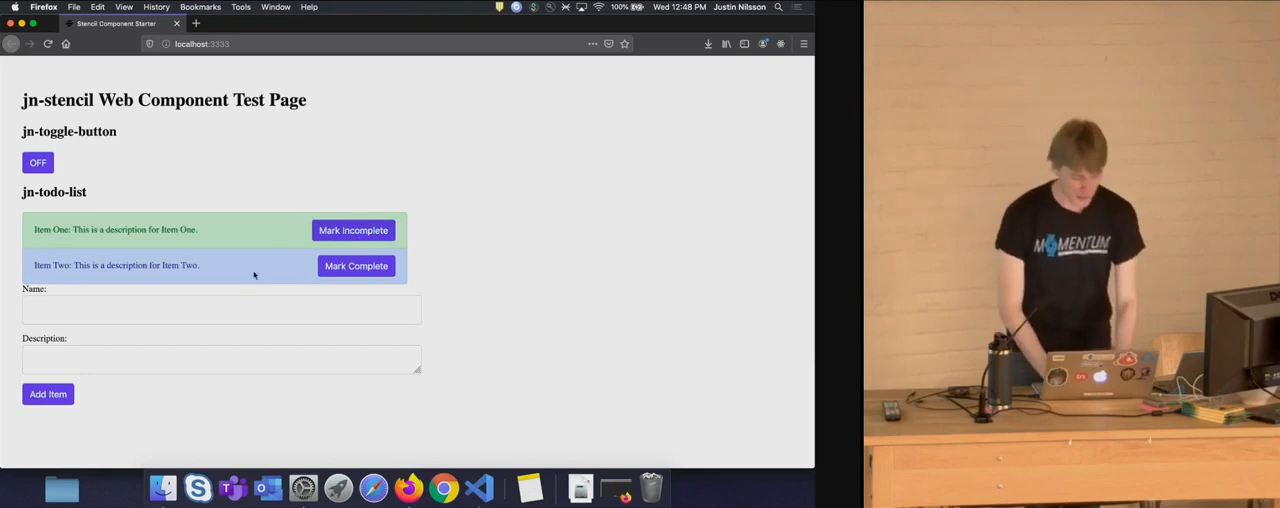 Firefox File Edit View History Bookmarks Tools Window Help
100% Wed 12:48 PM Justin Nilsson
Stencil Component Starter
localhost:3333
jn-stencil Web Component Test Page
jn-toggle-button
OFF
jn-todo-list
Item One: This is a description for Item One.
Mark Incomplete
Item Two: This is a description for Item Two.
Mark Complete
Name:
Description:
Add Item
MOMENTUM